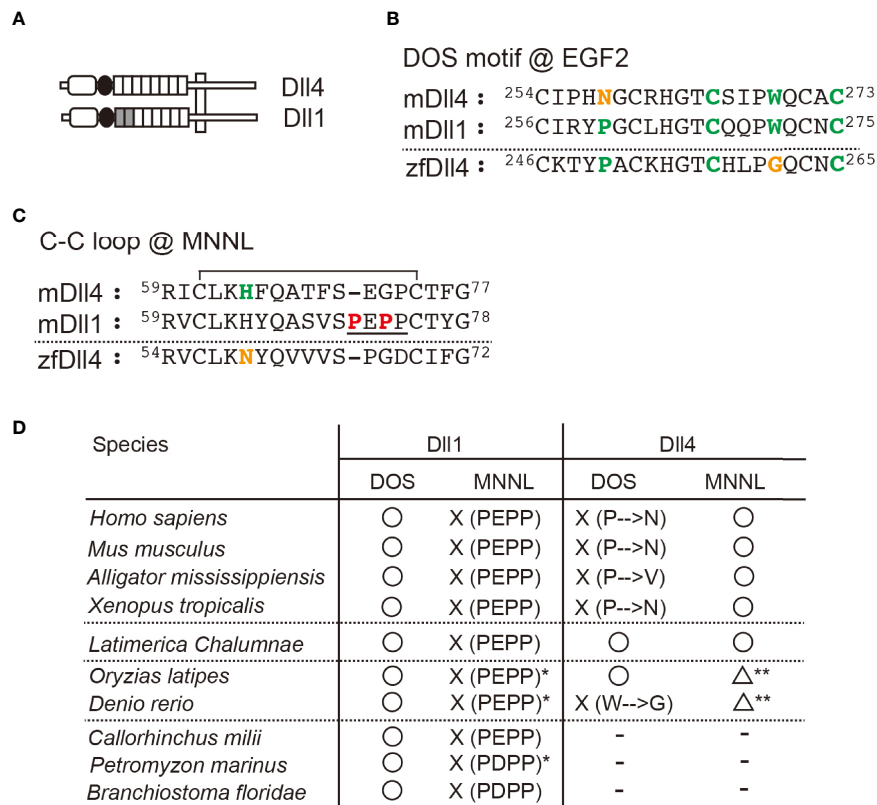 A
Dll4
Dll1
B
DOS motif @ EGF2
mDll4 : 254CIPHNGCRHGTCSIPWQCAC273
mDll1 : 256CIRYPGCLHGTCQQPWQCNC275
zfDll4 : 246CKTYPACKHGTCHLPGQCNC265
C
C-C loop @ MNNL
mDll4 : 59RICLKHFQATFS-EGPCTFG77
mDll1 : 59RVCLKHYQASVSPEPPCTYG78
zfDll4 : 54RVCLKNYQVVVS-PGDCIFG72
D
Species Dll1 Dll4
DOS MNNL DOS MNNL
Homo sapiens ○ X (PEPP) X (P-->N) ○
Mus musculus ○ X (PEPP) X (P-->N) ○
Alligator mississippiensis ○ X (PEPP) X (P-->V) ○
Xenopus tropicalis ○ X (PEPP) X (P-->N) ○
Latimerica Chalumnae ○ X (PEPP) ○ ○
Oryzias latipes ○ X (PEPP)* ○ △**
Denio rerio ○ X (PEPP)* X (W-->G) △**
Callorhinchus milii ○ X (PEPP) - -
Petromyzon marinus ○ X (PDPP)* - -
Branchiostoma floridae ○ X (PDPP) - -